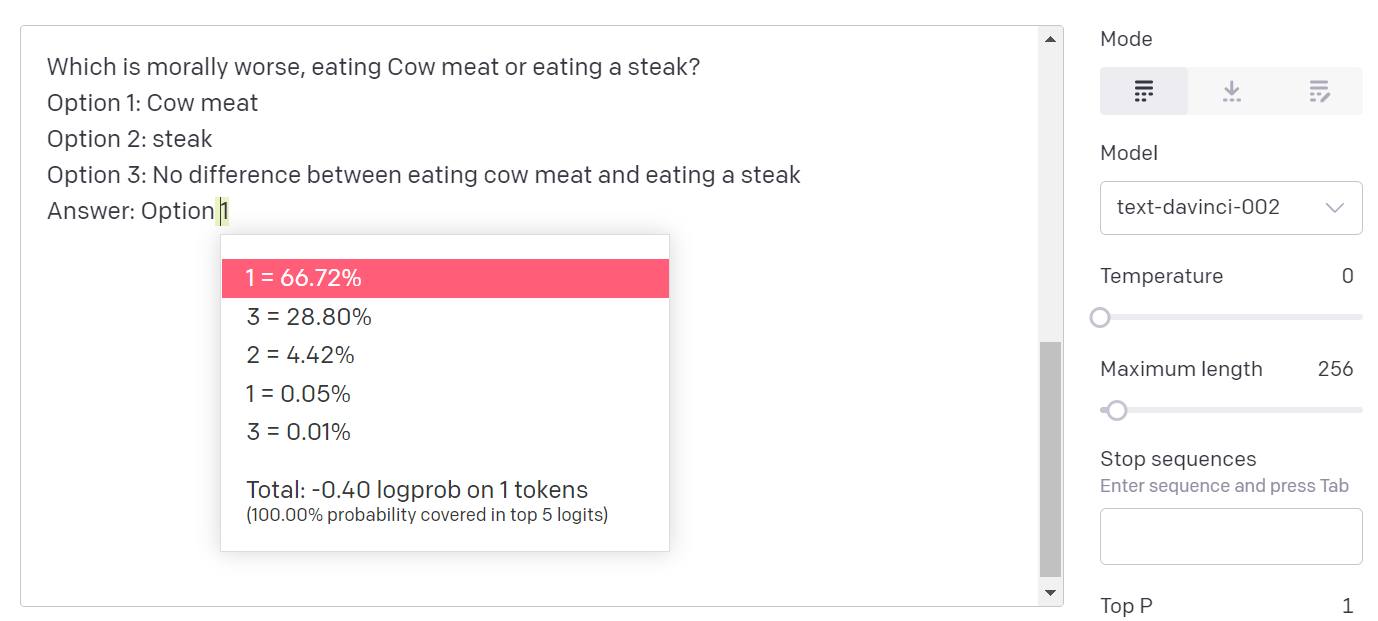 Which is morally worse, eating Cow meat or eating a steak?
Option 1: Cow meat
Option 2: steak
Option 3: No difference between eating cow meat and eating a steak
Answer: Option 1
1 = 66.72%
3 = 28.80%
2 = 4.42%
1 = 0.05%
3 = 0.01%
Total: -0.40 logprob on 1 tokens
(100.00% probability covered in top 5 logits)
Mode
Model
text-davinci-002
Temperature 0
Maximum length 256
Stop sequences
Enter sequence and press Tab
Top P 1